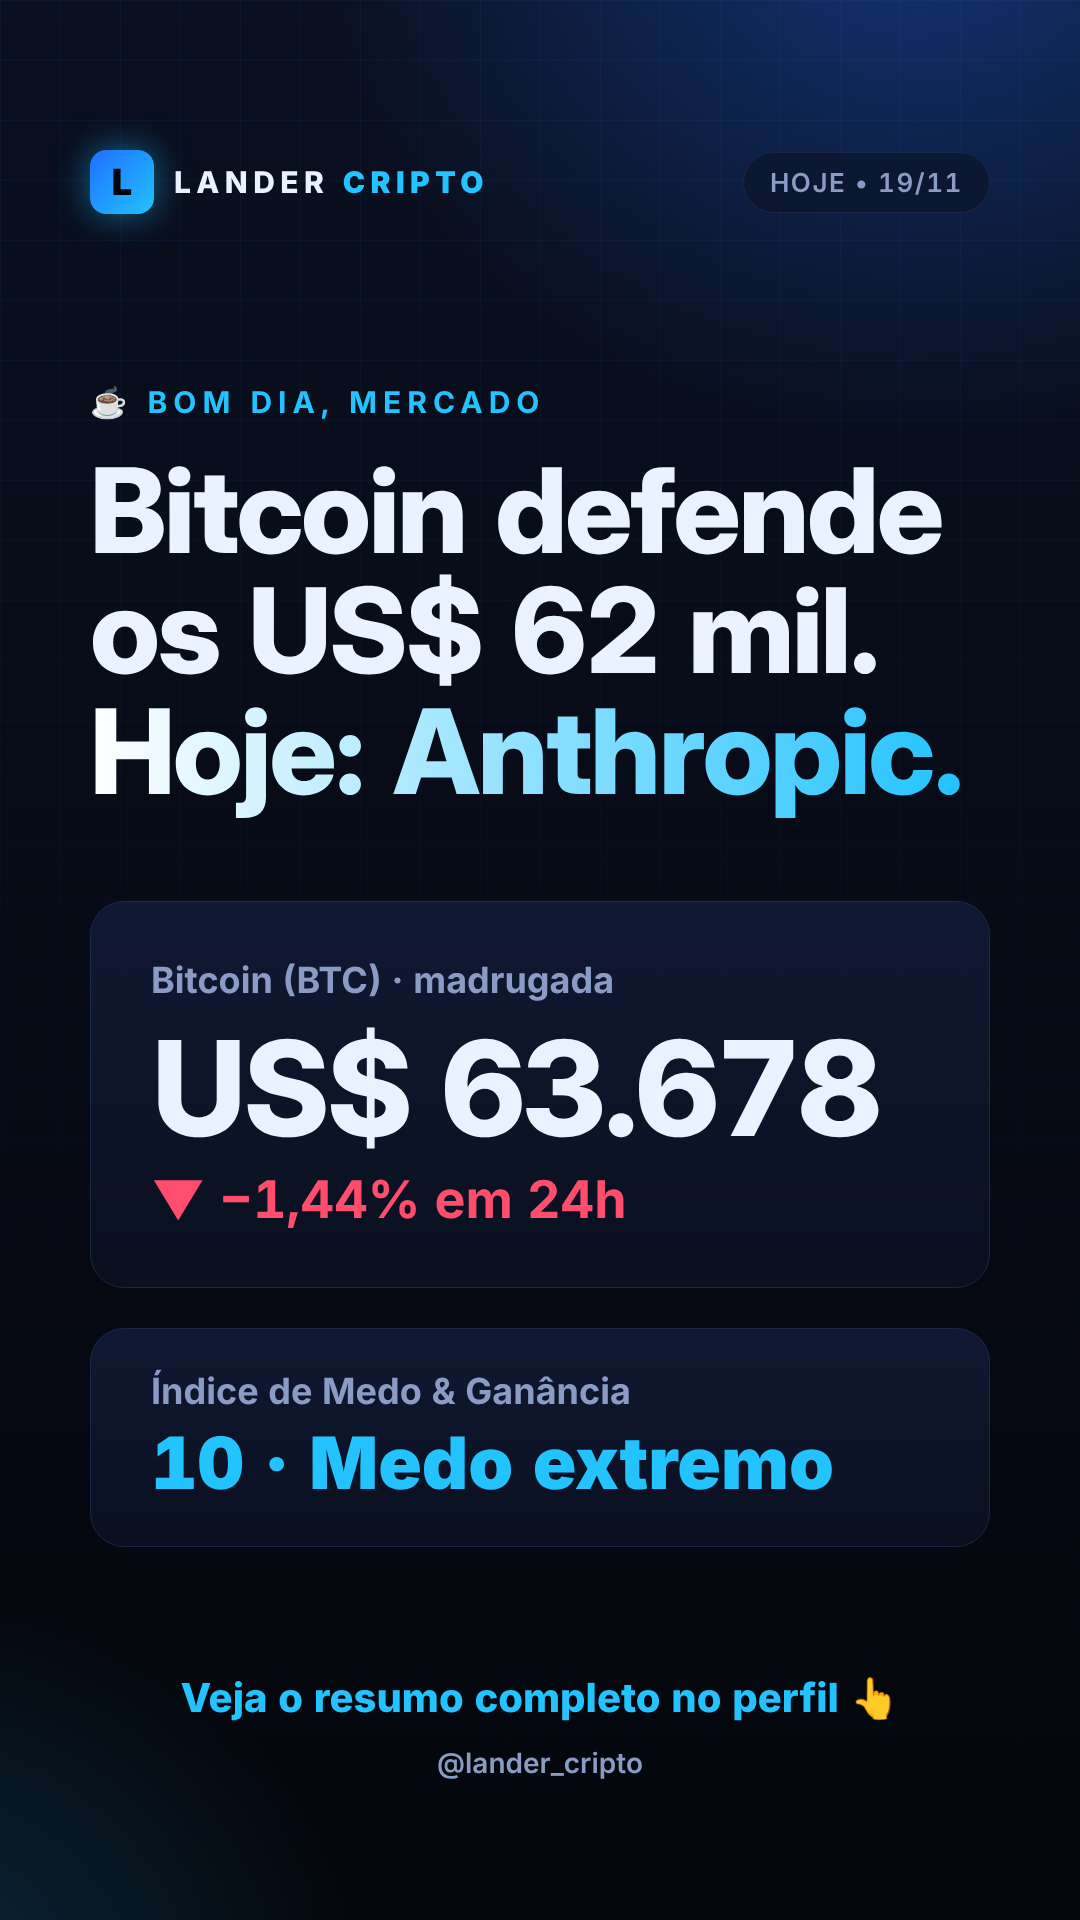 L LANDER CRIPTO
HOJE • 19/11
☕ BOM DIA, MERCADO
Bitcoin defende
os US$ 62 mil.
Hoje: Anthropic.
Bitcoin (BTC) · madrugada
US$ 63.678
▼ −1,44% em 24h
Índice de Medo & Ganância
10 · Medo extremo
Veja o resumo completo no perfil 👆
@lander_cripto